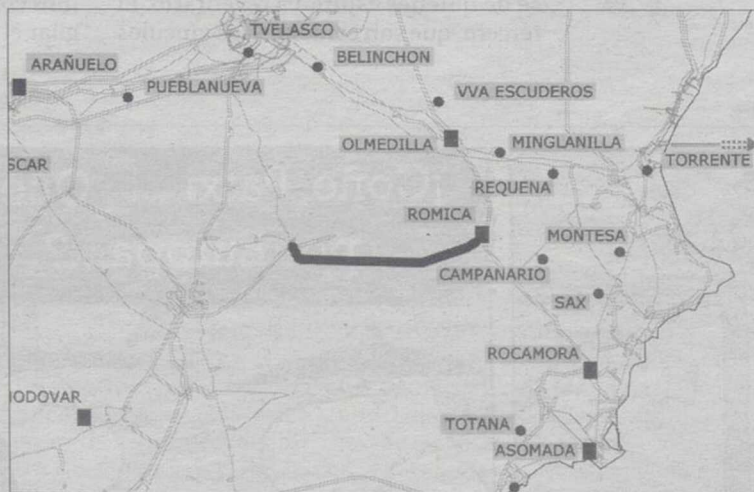 TVELASCO
ARAÑUELO
BELINCHON
PUEBLANUEVA
VVA ESCUDEROS
OLMEDILLA
MINGLANILLA
TORRENTE
SCAR
REQUENA
ROMICA
MONTESA
CAMPANARIO
SAX
ROCAMORA
ODOVAR
TOTANA
ASOMADA